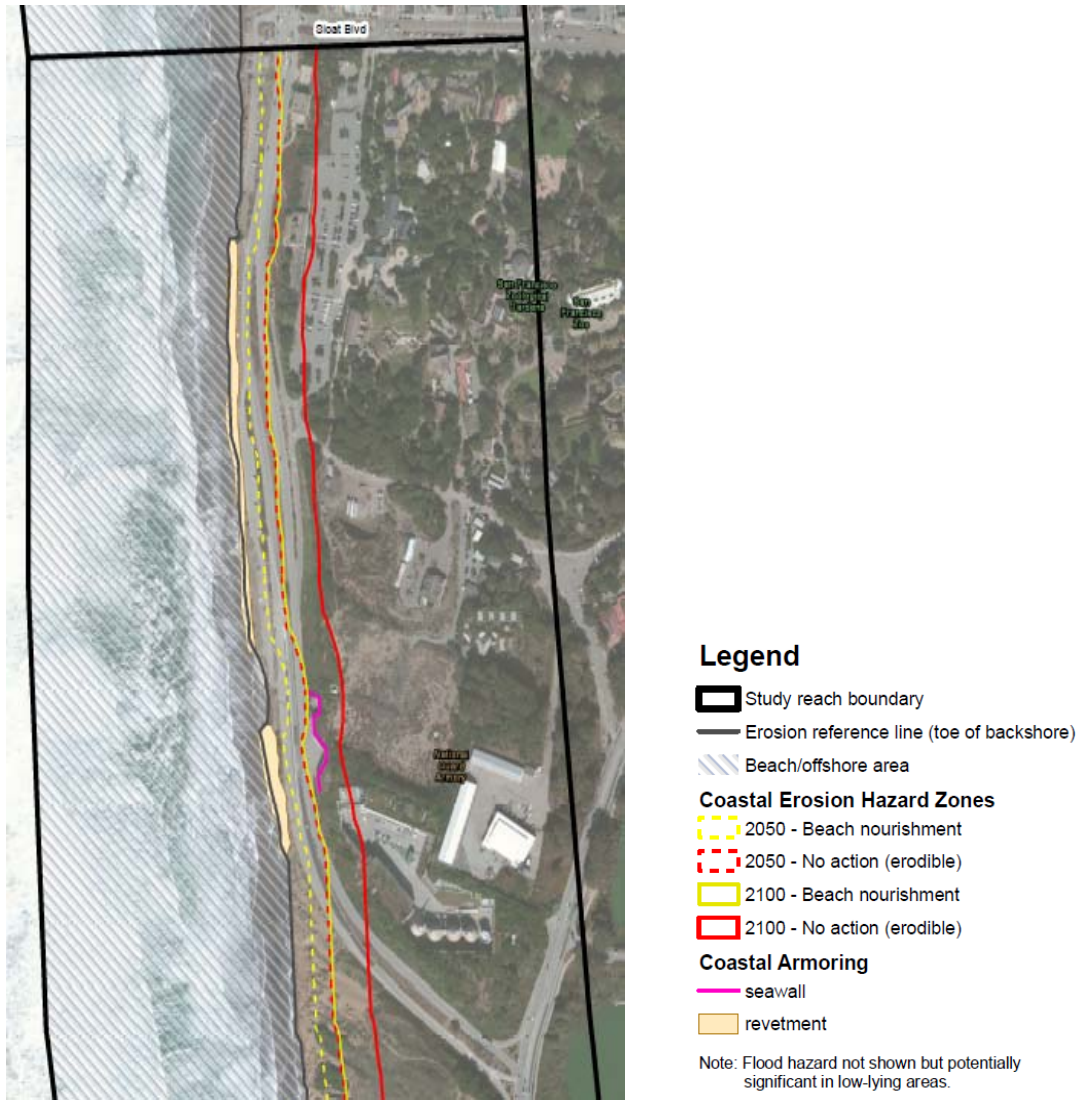 Sloat Blvd
San Francisco
Zoological
Gardens
San
Francisco
Zoo
National
Guard
Armory
Legend
Study reach boundary
Erosion reference line (toe of backshore)
Beach/offshore area
Coastal Erosion Hazard Zones
2050 - Beach nourishment
2050 - No action (erodible)
2100 - Beach nourishment
2100 - No action (erodible)
Coastal Armoring
seawall
revetment
Note: Flood hazard not shown but potentially
significant in low-lying areas.